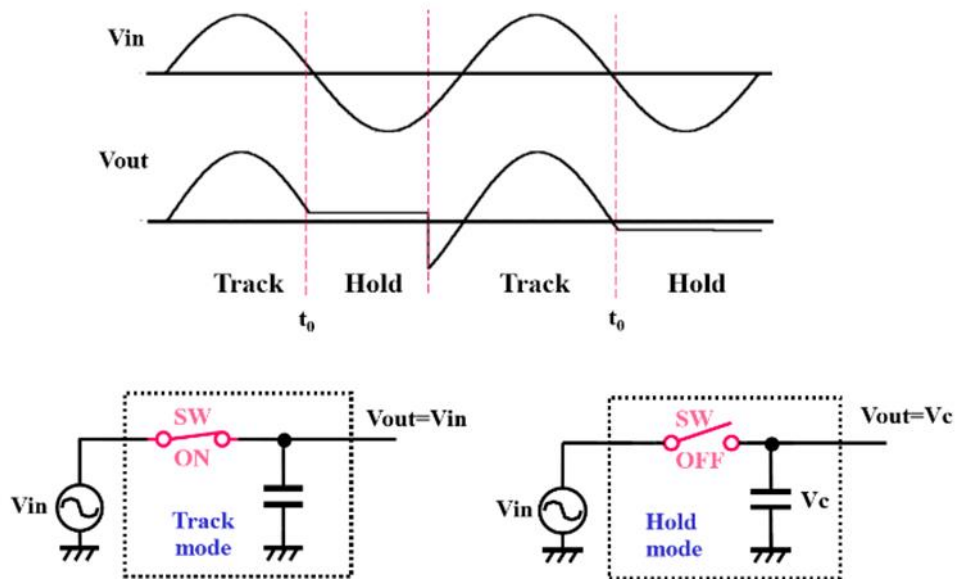 Vin
Vout
Track Hold Track Hold
t0 t0
SW
ON
Vout=Vin
Vin
Track
mode
SW
OFF
Vout=Vc
Vin
Vc
Hold
mode